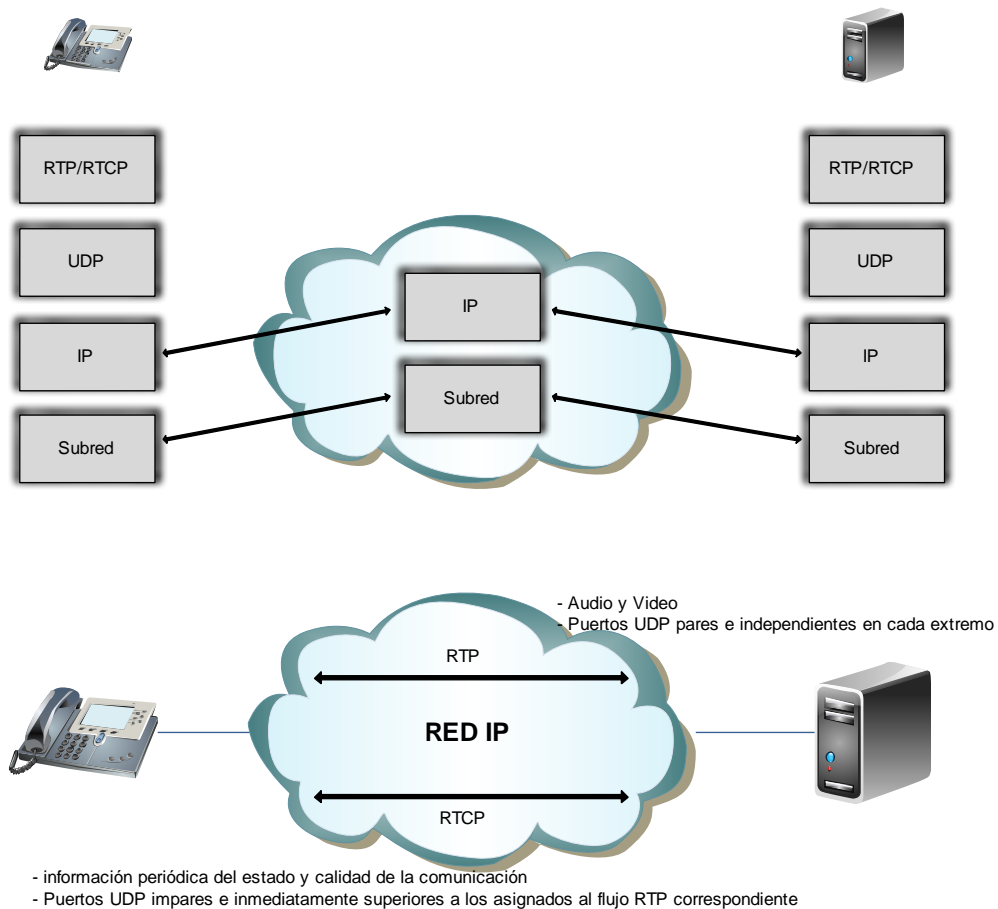 RTP/RTCP
RTP/RTCP
UDP
UDP
IP
IP
IP
Subred
Subred
Subred
- Audio y Video
- Puertos UDP pares e independientes en cada extremo
RTP
RED IP
RTCP
- información periódica del estado y calidad de la comunicación
- Puertos UDP impares e inmediatamente superiores a los asignados al flujo RTP correspondiente